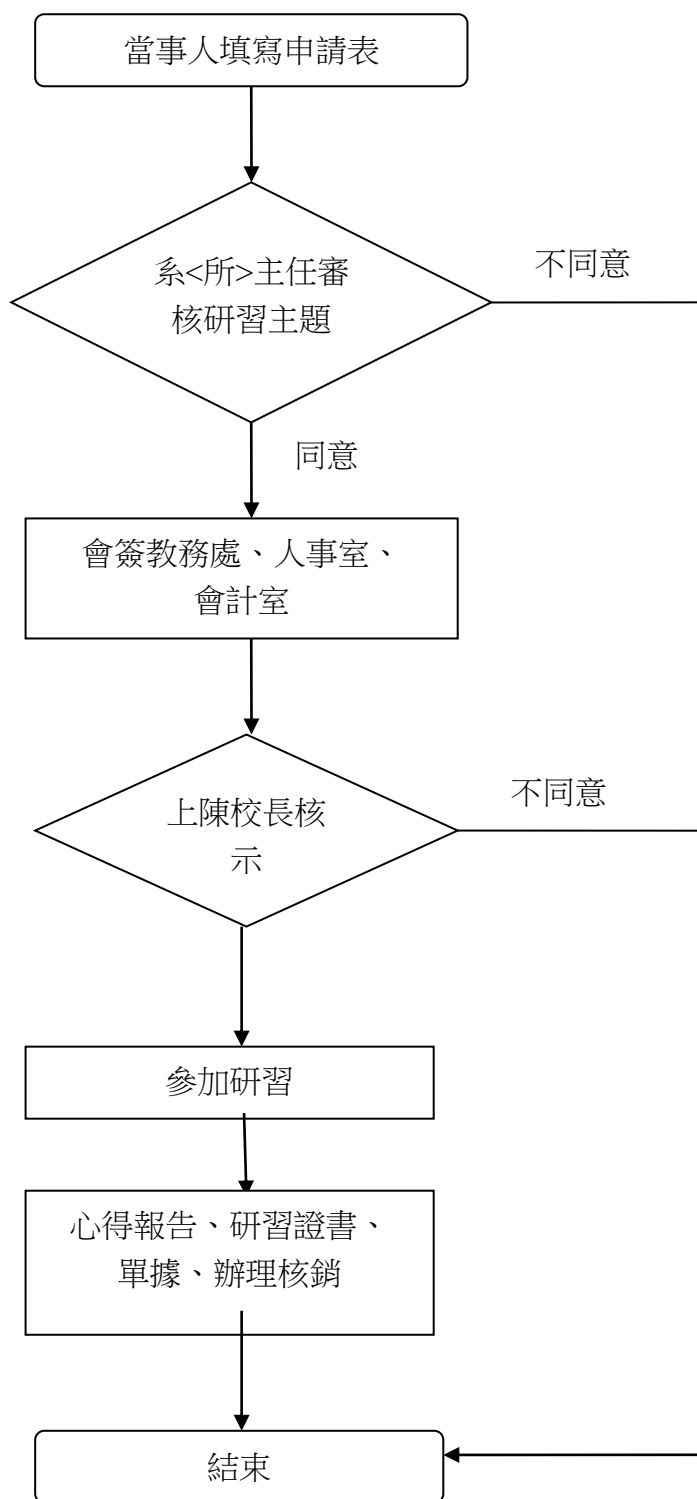 當事人填寫申請表
系<所>主任審
核研習主題
不同意
同意
會簽教務處、人事室、
會計室
上陳校長核
示
不同意
參加研習
心得報告、研習證書、
單據、辦理核銷
結束